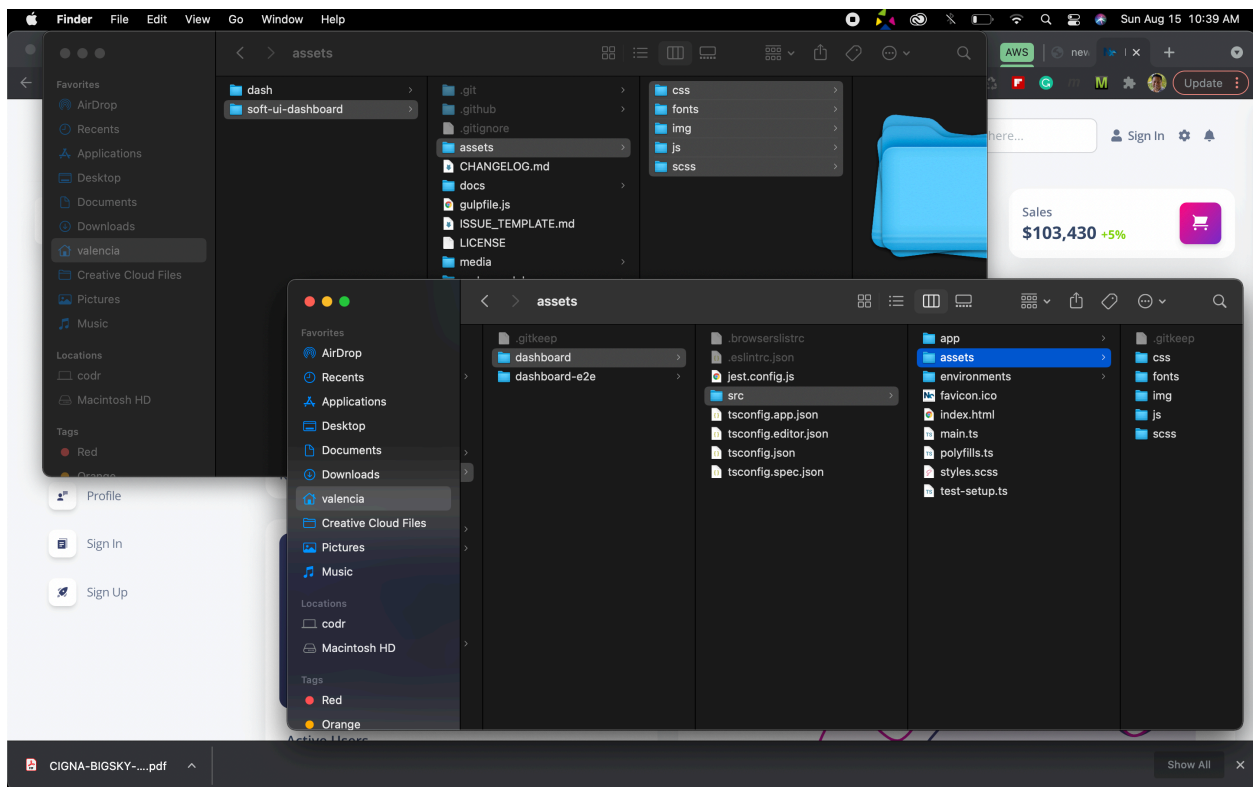 Finder File Edit View Go Window Help Sun Aug 15 10:39 AM
assets
AWS new
Update
Favorites
AirDrop
Recents
Applications
Desktop
Documents
Downloads
valencia
Creative Cloud Files
Pictures
Music
Locations
codr
Macintosh HD
Tags
Red
Orange
dash
soft-ui-dashboard
.git
.github
.gitignore
assets
CHANGELOG.md
docs
gulpfile.js
ISSUE_TEMPLATE.md
LICENSE
media
css
fonts
img
js
scss
here...
Sign In
Sales
$103,430 +5%
assets
Favorites
AirDrop
Recents
Applications
Desktop
Documents
Downloads
valencia
Creative Cloud Files
Pictures
Music
Locations
codr
Macintosh HD
Tags
Red
Orange
.gitkeep
dashboard
dashboard-e2e
.browserslistrc
.eslintrc.json
jest.config.js
src
tsconfig.app.json
tsconfig.editor.json
tsconfig.json
tsconfig.spec.json
app
assets
environments
favicon.ico
index.html
main.ts
polyfills.ts
styles.scss
test-setup.ts
.gitkeep
css
fonts
img
js
scss
Profile
Sign In
Sign Up
Active Users
CIGNA-BIGSKY-....pdf
Show All